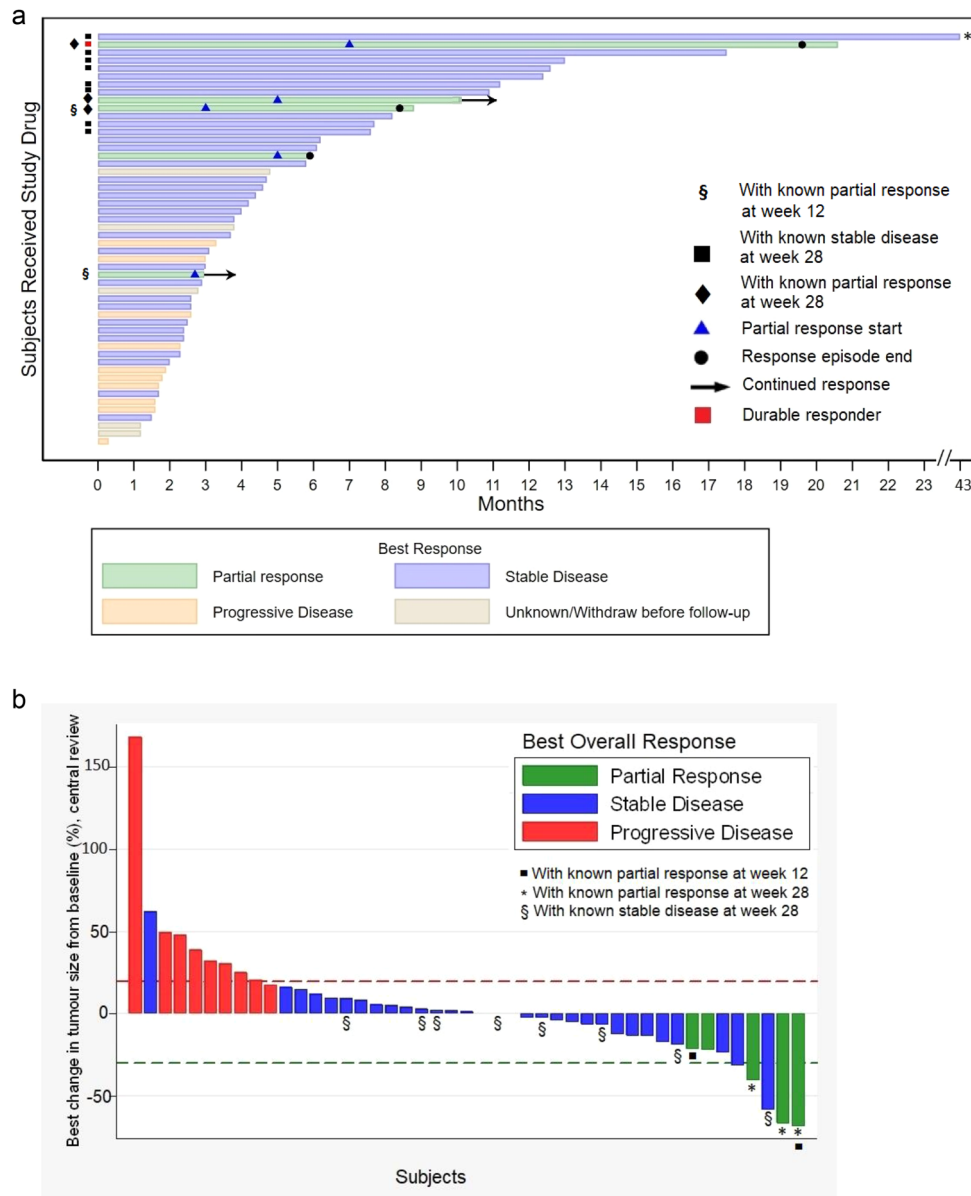 a
Subjects Received Study Drug
*
§
§
§ With known partial response
at week 12
With known stable disease
at week 28
With known partial response
at week 28
Partial response start
Response episode end
Continued response
Durable responder
0 1 2 3 4 5 6 7 8 9 10 11 12 13 14 15 16 17 18 19 20 21 22 23 // 43
Months
Best Response
Partial response Stable Disease
Progressive Disease Unknown/Withdraw before follow-up
b
Best change in tumour size from baseline (%), central review
150
100
50
0
-50
Best Overall Response
Partial Response
Stable Disease
Progressive Disease
With known partial response at week 12
* With known partial response at week 28
§ With known stable disease at week 28
§ § § § § § § * § * *
Subjects